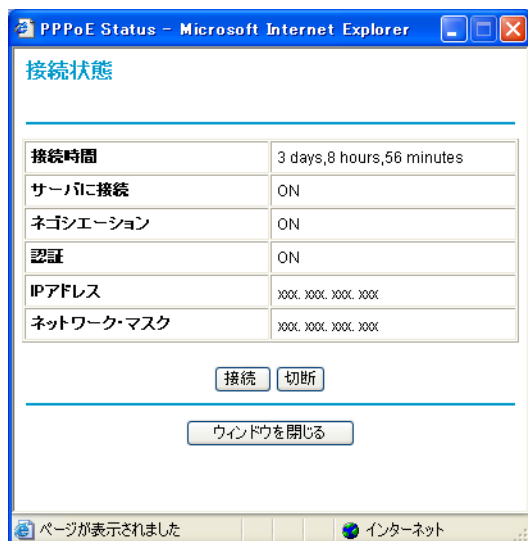 PPPoE Status - Microsoft Internet Explorer
接続状態
接続時間 3 days,8 hours,56 minutes
サーバに接続 ON
ネゴシエーション ON
認証 ON
IPアドレス xxx. xxx. xxx. xxx
ネットワーク・マスク xxx. xxx. xxx. xxx
接続 切断
ウィンドウを閉じる
ページが表示されました インターネット